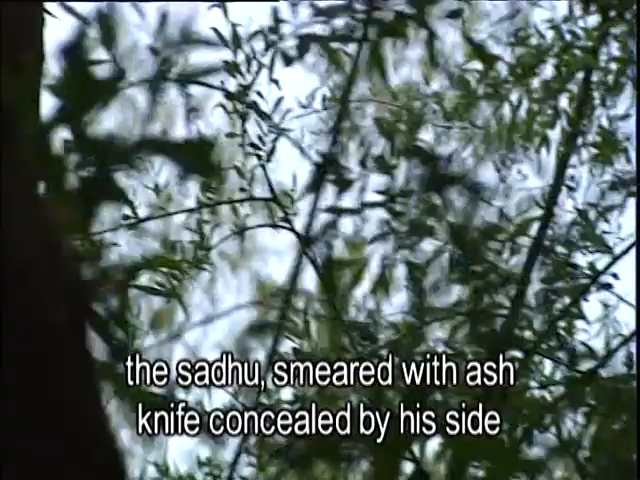 the sadhu, smeared with ash
knife concealed by his side